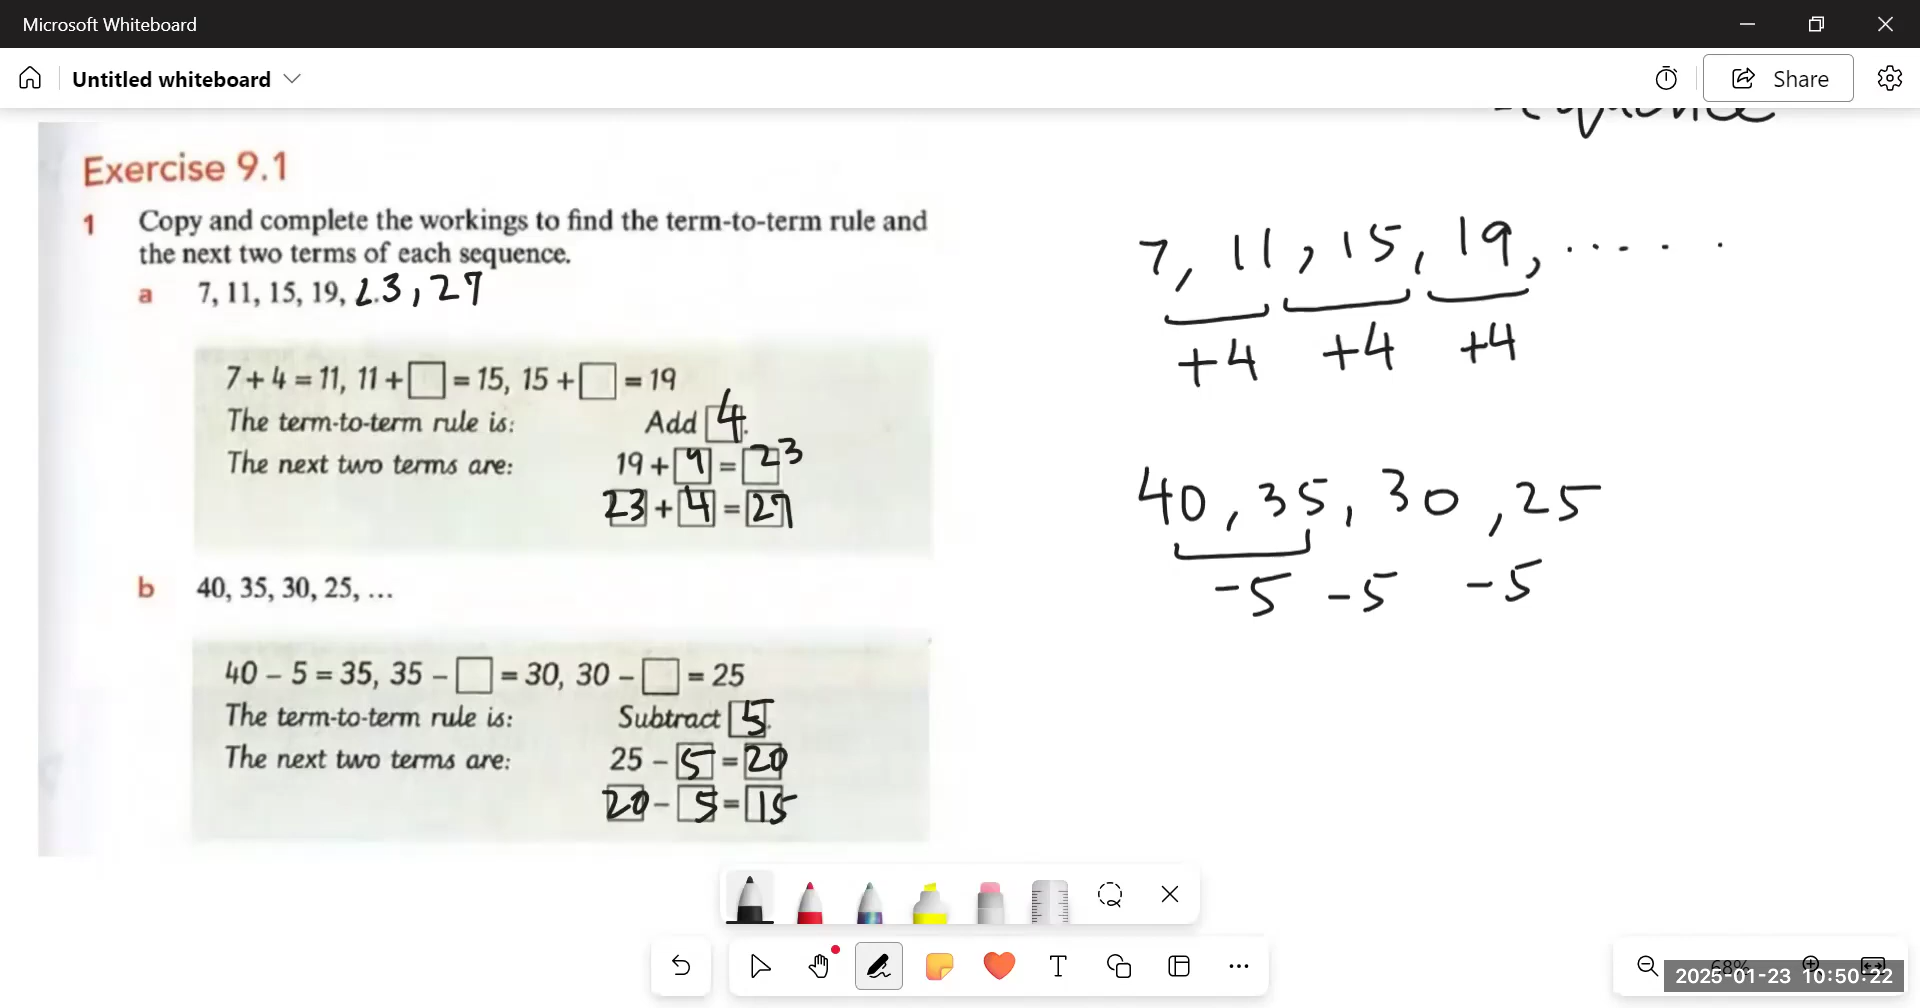 Microsoft Whiteboard
Untitled whiteboard
Share
Exercise 9.1
1 Copy and complete the workings to find the term-to-term rule and
the next two terms of each sequence.
a 7, 11, 15, 19, 23, 27
7 + 4 = 11, 11 + □ = 15, 15 + □ = 19
The term-to-term rule is: Add 4.
The next two terms are: 19 + 4 = 23
23 + 4 = 27
b 40, 35, 30, 25, ...
40 – 5 = 35, 35 – □ = 30, 30 – □ = 25
The term-to-term rule is: Subtract 5.
The next two terms are: 25 – 5 = 20
20 – 5 = 15
7, 11, 15, 19, ......
+4 +4 +4
40, 35, 30, 25
-5 -5 -5
68%
2025-01-23 10:50:22